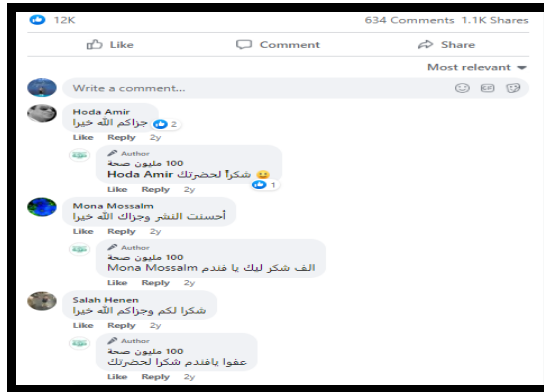 12K 634 Comments 1.1K Shares
Like Comment Share
Most relevant
Write a comment...
Hoda Amir
جزاكم الله خيرا 2
Like Reply 2y
Author
100 مليون صحة
Hoda Amir شكراً لحضرتك 1
Like Reply 2y
Mona Mossalm
أحسنت النشر وجزاك الله خيرا
Like Reply 2y
Author
100 مليون صحة
Mona Mossalm الف شكر ليك يا فندم
Like Reply 2y
Salah Henen
شكرا لكم وجزاكم الله خيرا
Like Reply 2y
Author
100 مليون صحة
عفوا يافندم شكرا لحضرتك
Like Reply 2y